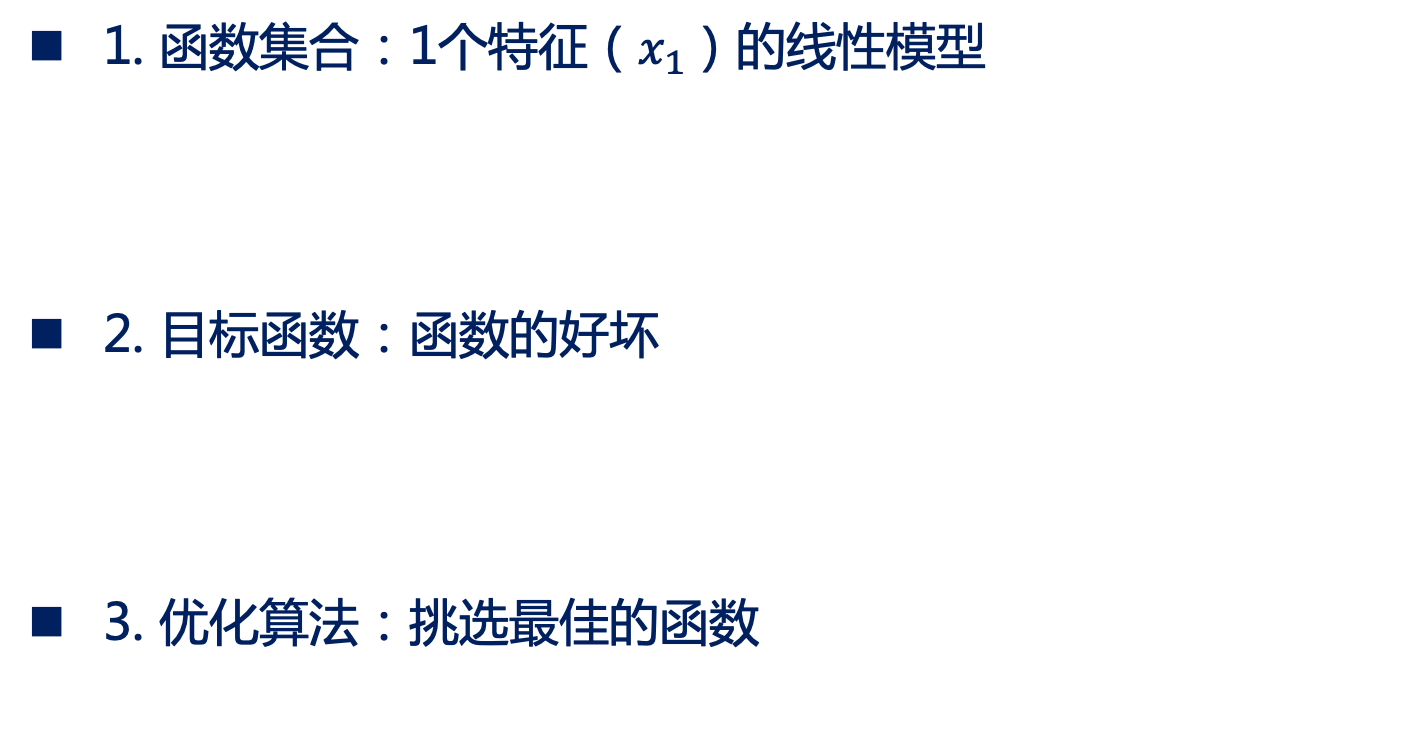 ■ 1. 函数集合：1个特征（x₁）的线性模型
■ 2. 目标函数：函数的好坏
■ 3. 优化算法：挑选最佳的函数